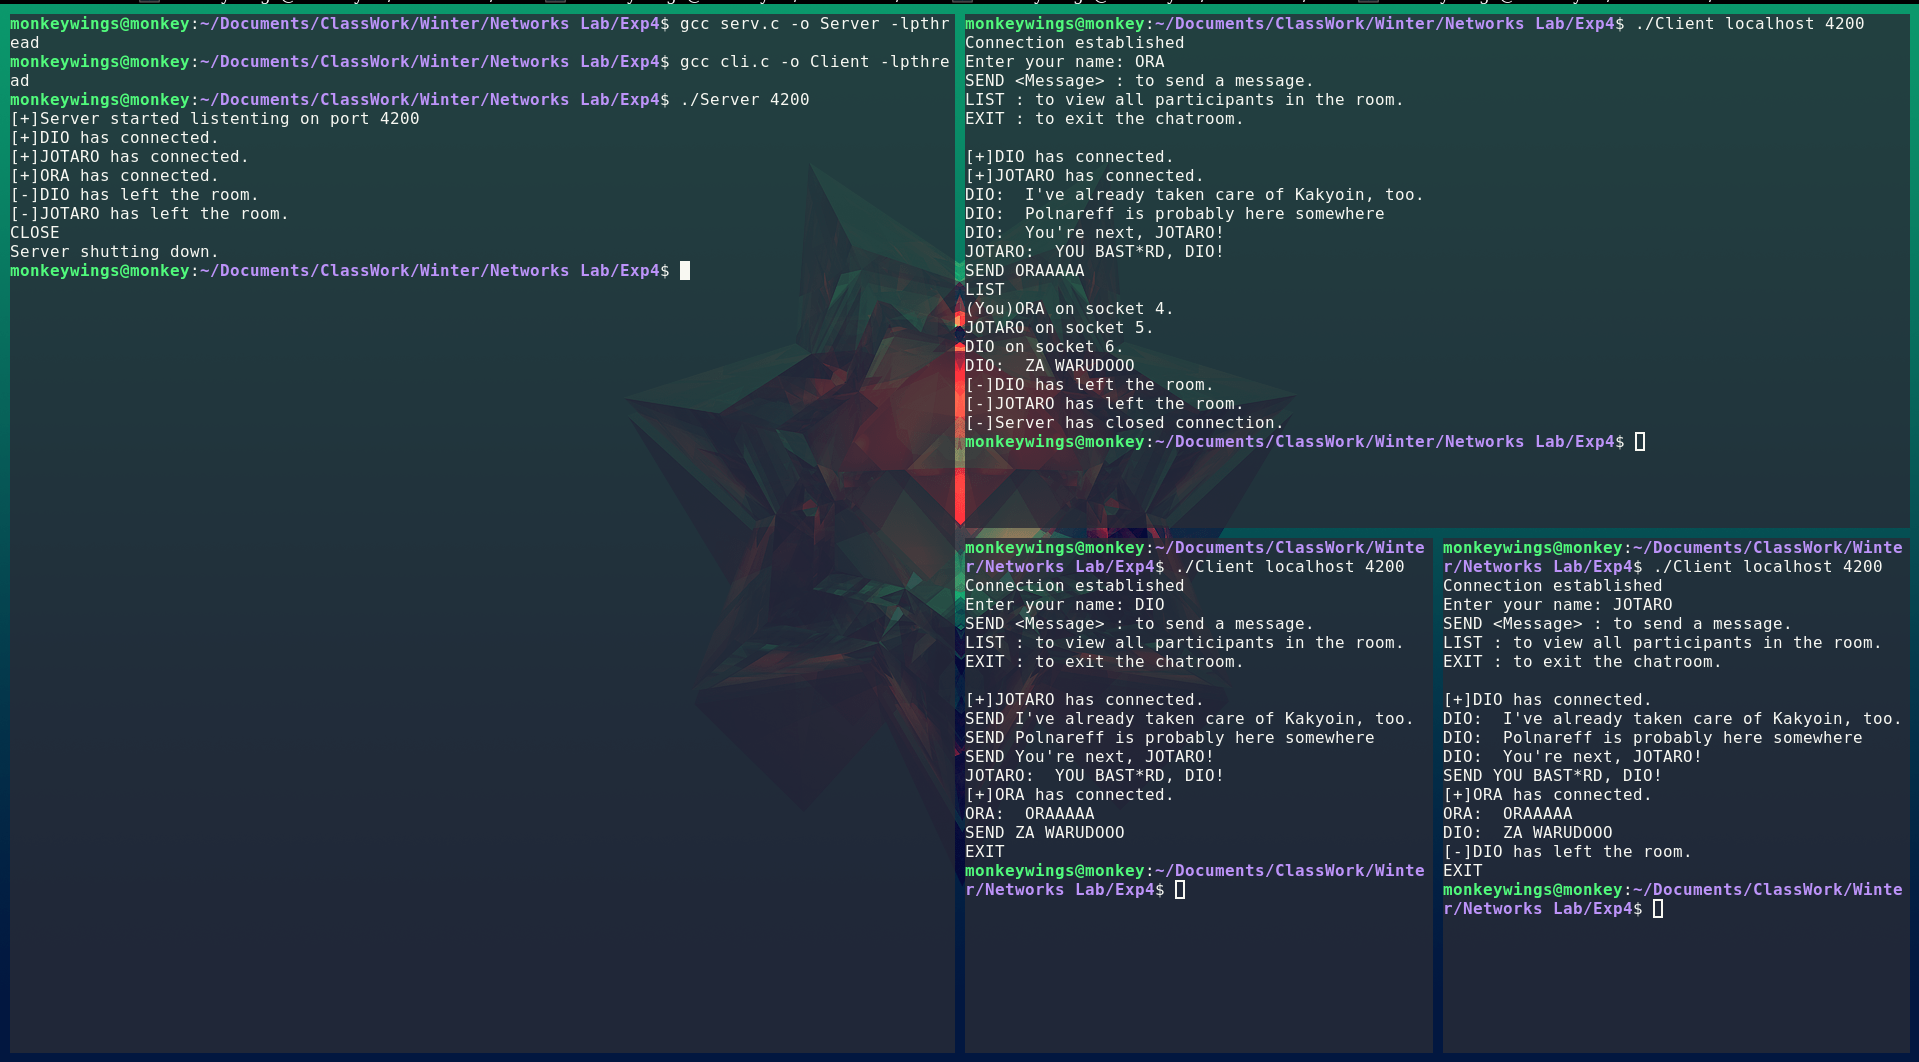 monkeywings@monkey:~/Documents/ClassWork/Winter/Networks Lab/Exp4$ gcc serv.c -o Server -lpthr
ead
monkeywings@monkey:~/Documents/ClassWork/Winter/Networks Lab/Exp4$ gcc cli.c -o Client -lpthre
ad
monkeywings@monkey:~/Documents/ClassWork/Winter/Networks Lab/Exp4$ ./Server 4200
[+]Server started listenting on port 4200
[+]DIO has connected.
[+]JOTARO has connected.
[+]ORA has connected.
[-]DIO has left the room.
[-]JOTARO has left the room.
CLOSE
Server shutting down.
monkeywings@monkey:~/Documents/ClassWork/Winter/Networks Lab/Exp4$
monkeywings@monkey:~/Documents/ClassWork/Winter/Networks Lab/Exp4$ ./Client localhost 4200
Connection established
Enter your name: ORA
SEND <Message> : to send a message.
LIST : to view all participants in the room.
EXIT : to exit the chatroom.
[+]DIO has connected.
[+]JOTARO has connected.
DIO:  I've already taken care of Kakyoin, too.
DIO:  Polnareff is probably here somewhere
DIO:  You're next, JOTARO!
JOTARO:  YOU BAST*RD, DIO!
SEND ORAAAAA
LIST
(You)ORA on socket 4.
JOTARO on socket 5.
DIO on socket 6.
DIO:  ZA WARUDOOO
[-]DIO has left the room.
[-]JOTARO has left the room.
[-]Server has closed connection.
monkeywings@monkey:~/Documents/ClassWork/Winter/Networks Lab/Exp4$
monkeywings@monkey:~/Documents/ClassWork/Winte
r/Networks Lab/Exp4$ ./Client localhost 4200
Connection established
Enter your name: DIO
SEND <Message> : to send a message.
LIST : to view all participants in the room.
EXIT : to exit the chatroom.
[+]JOTARO has connected.
SEND I've already taken care of Kakyoin, too.
SEND Polnareff is probably here somewhere
SEND You're next, JOTARO!
JOTARO:  YOU BAST*RD, DIO!
[+]ORA has connected.
ORA:  ORAAAAA
SEND ZA WARUDOOO
EXIT
monkeywings@monkey:~/Documents/ClassWork/Winte
r/Networks Lab/Exp4$
monkeywings@monkey:~/Documents/ClassWork/Winte
r/Networks Lab/Exp4$ ./Client localhost 4200
Connection established
Enter your name: JOTARO
SEND <Message> : to send a message.
LIST : to view all participants in the room.
EXIT : to exit the chatroom.
[+]DIO has connected.
DIO:  I've already taken care of Kakyoin, too.
DIO:  Polnareff is probably here somewhere
DIO:  You're next, JOTARO!
SEND YOU BAST*RD, DIO!
[+]ORA has connected.
ORA:  ORAAAAA
DIO:  ZA WARUDOOO
[-]DIO has left the room.
EXIT
monkeywings@monkey:~/Documents/ClassWork/Winte
r/Networks Lab/Exp4$